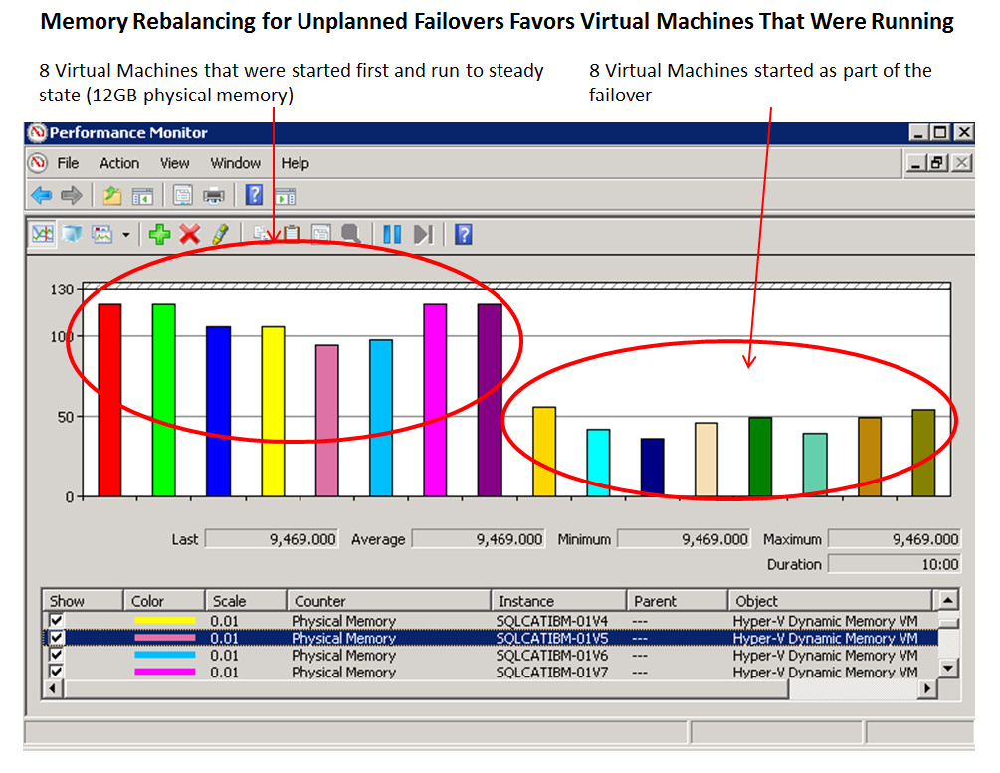 Memory Rebalancing for Unplanned Failovers Favors Virtual Machines That Were Running
8 Virtual Machines that were started first and run to steady
state (12GB physical memory)
8 Virtual Machines started as part of the
failover
Performance Monitor
File Action View Window Help
130
100
50
0
Last 9,469.000 Average 9,469.000 Minimum 9,469.000 Maximum 9,469.000
Duration 10:00
Show Color Scale Counter Instance Parent Object
0.01 Physical Memory SQLCATIBM-01V4 --- Hyper-V Dynamic Memory VM
0.01 Physical Memory SQLCATIBM-01V5 --- Hyper-V Dynamic Memory VM
0.01 Physical Memory SQLCATIBM-01V6 --- Hyper-V Dynamic Memory VM
0.01 Physical Memory SQLCATIBM-01V7 --- Hyper-V Dynamic Memory VM